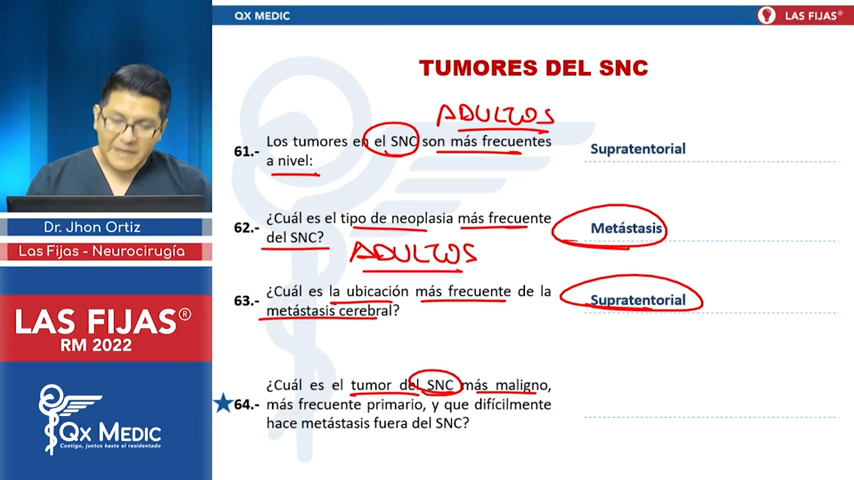 QX MEDIC
LAS FIJAS®
TUMORES DEL SNC
ADULTOS
61.- Los tumores en el SNC son más frecuentes
a nivel:
Supratentorial
62.- ¿Cuál es el tipo de neoplasia más frecuente
del SNC?
Metástasis
ADULTOS
63.- ¿Cuál es la ubicación más frecuente de la
metástasis cerebral?
Supratentorial
64.- ¿Cuál es el tumor del SNC más maligno,
más frecuente primario, y que difícilmente
hace metástasis fuera del SNC?
Dr. Jhon Ortiz
Las Fijas - Neurocirugía
LAS FIJAS®
RM 2022
QX MEDIC
Contigo, juntos hasta el residentado